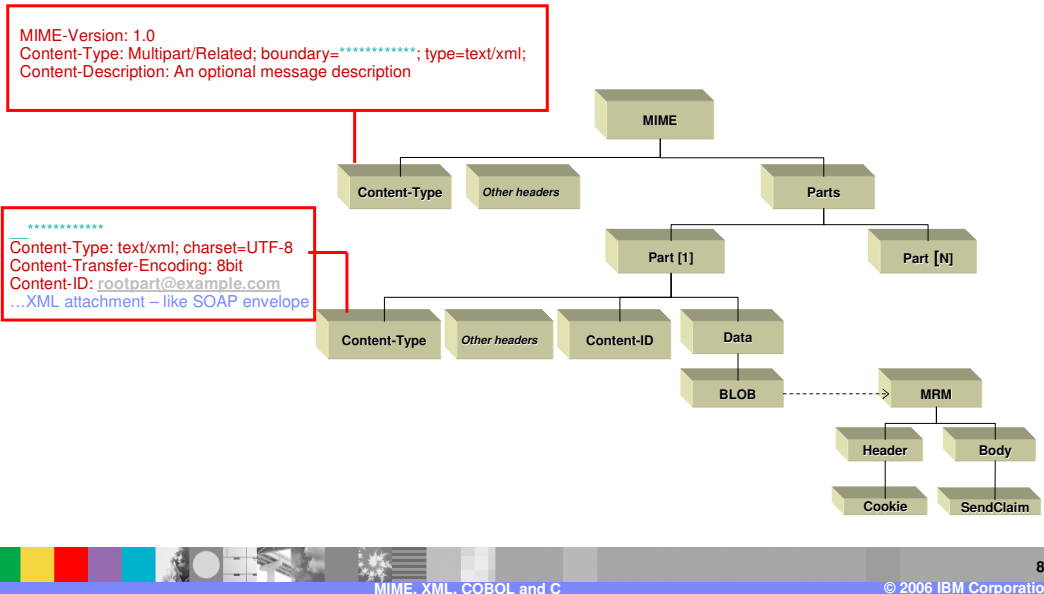 MIME-Version: 1.0
Content-Type: Multipart/Related; boundary=************; type=text/xml;
Content-Description: An optional message description
MIME
Content-Type
Other headers
Parts
__************
Content-Type: text/xml; charset=UTF-8
Content-Transfer-Encoding: 8bit
Content-ID: rootpart@example.com
…XML attachment – like SOAP envelope
Part [1]
Part [N]
Content-Type
Other headers
Content-ID
Data
BLOB
MRM
Header
Body
Cookie
SendClaim
8
MIME, XML, COBOL and C
© 2006 IBM Corporatio